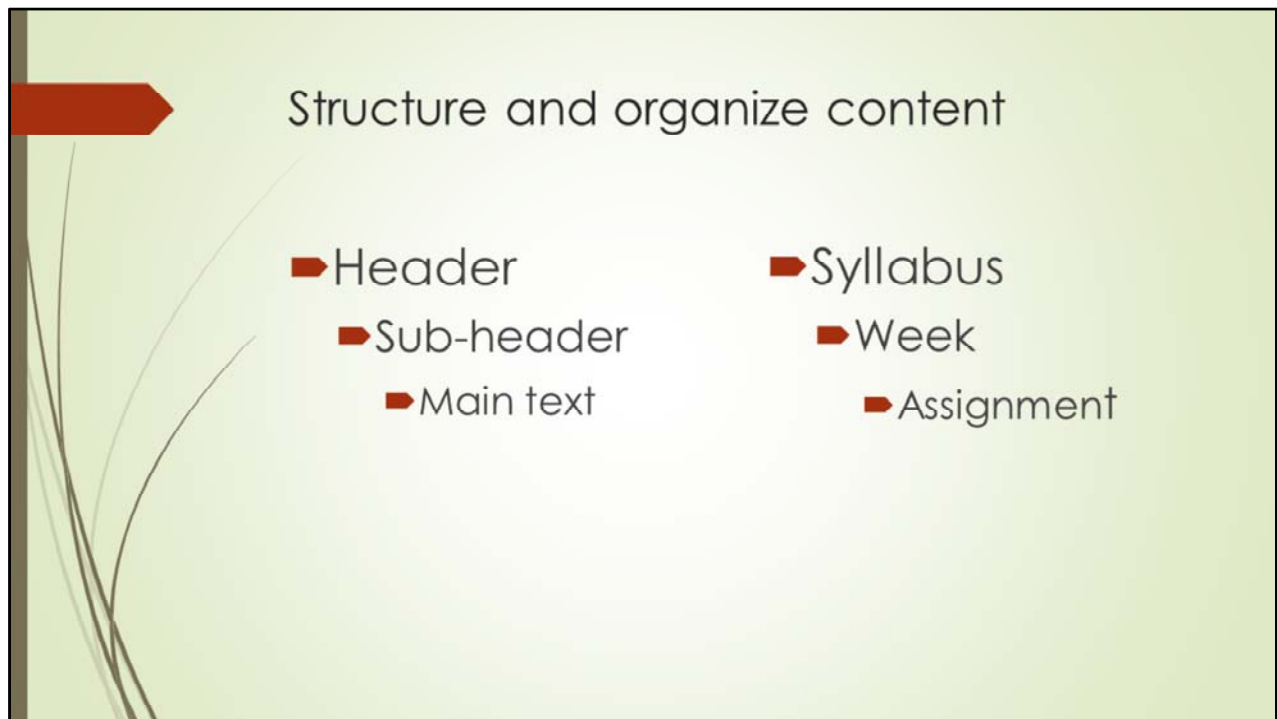 Structure and organize content
Header
Sub-header
Main text
Syllabus
Week
Assignment